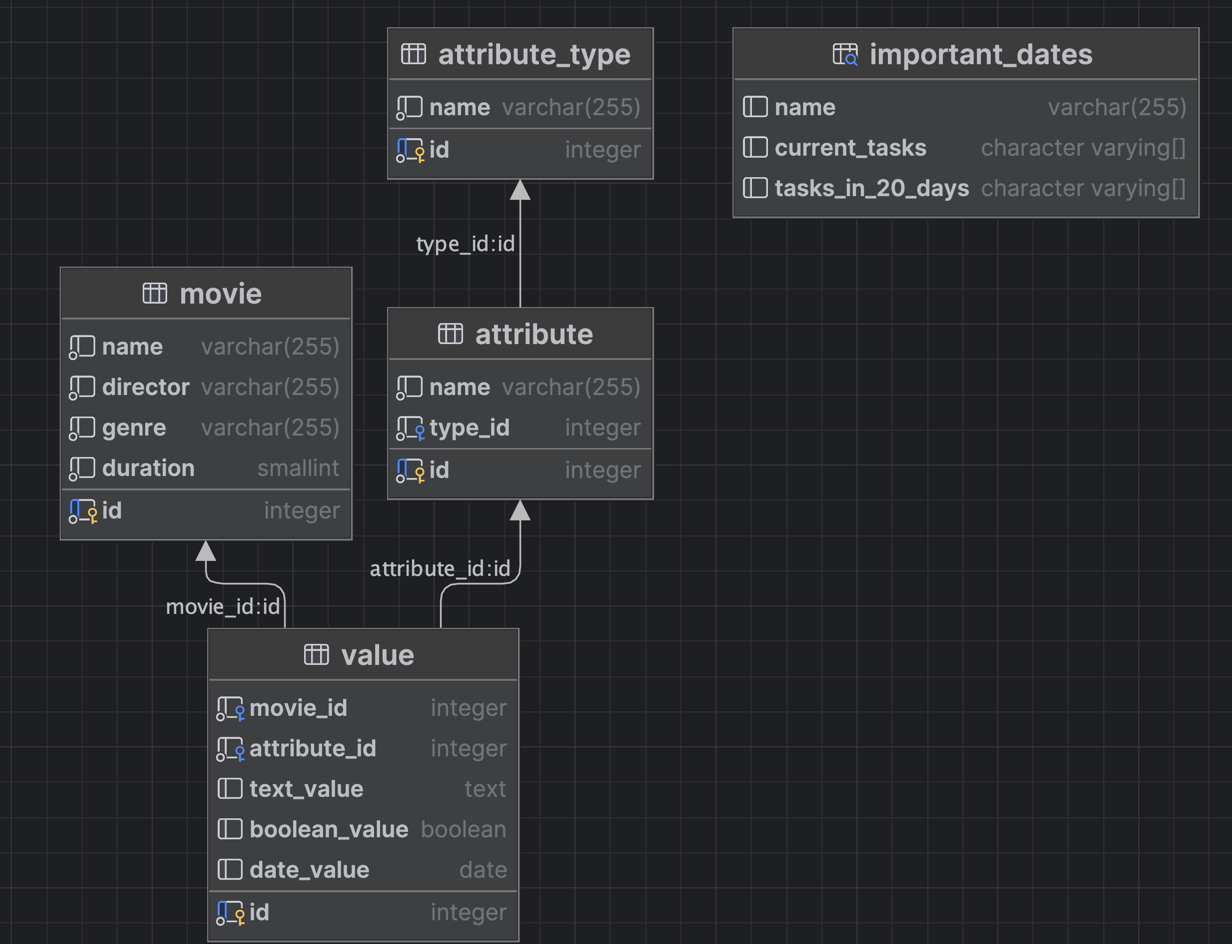 attribute_type
name varchar(255)
id integer
important_dates
name varchar(255)
current_tasks character varying[]
tasks_in_20_days character varying[]
type_id:id
movie
name varchar(255)
director varchar(255)
genre varchar(255)
duration smallint
id integer
attribute
name varchar(255)
type_id integer
id integer
attribute_id:id
movie_id:id
value
movie_id integer
attribute_id integer
text_value text
boolean_value boolean
date_value date
id integer